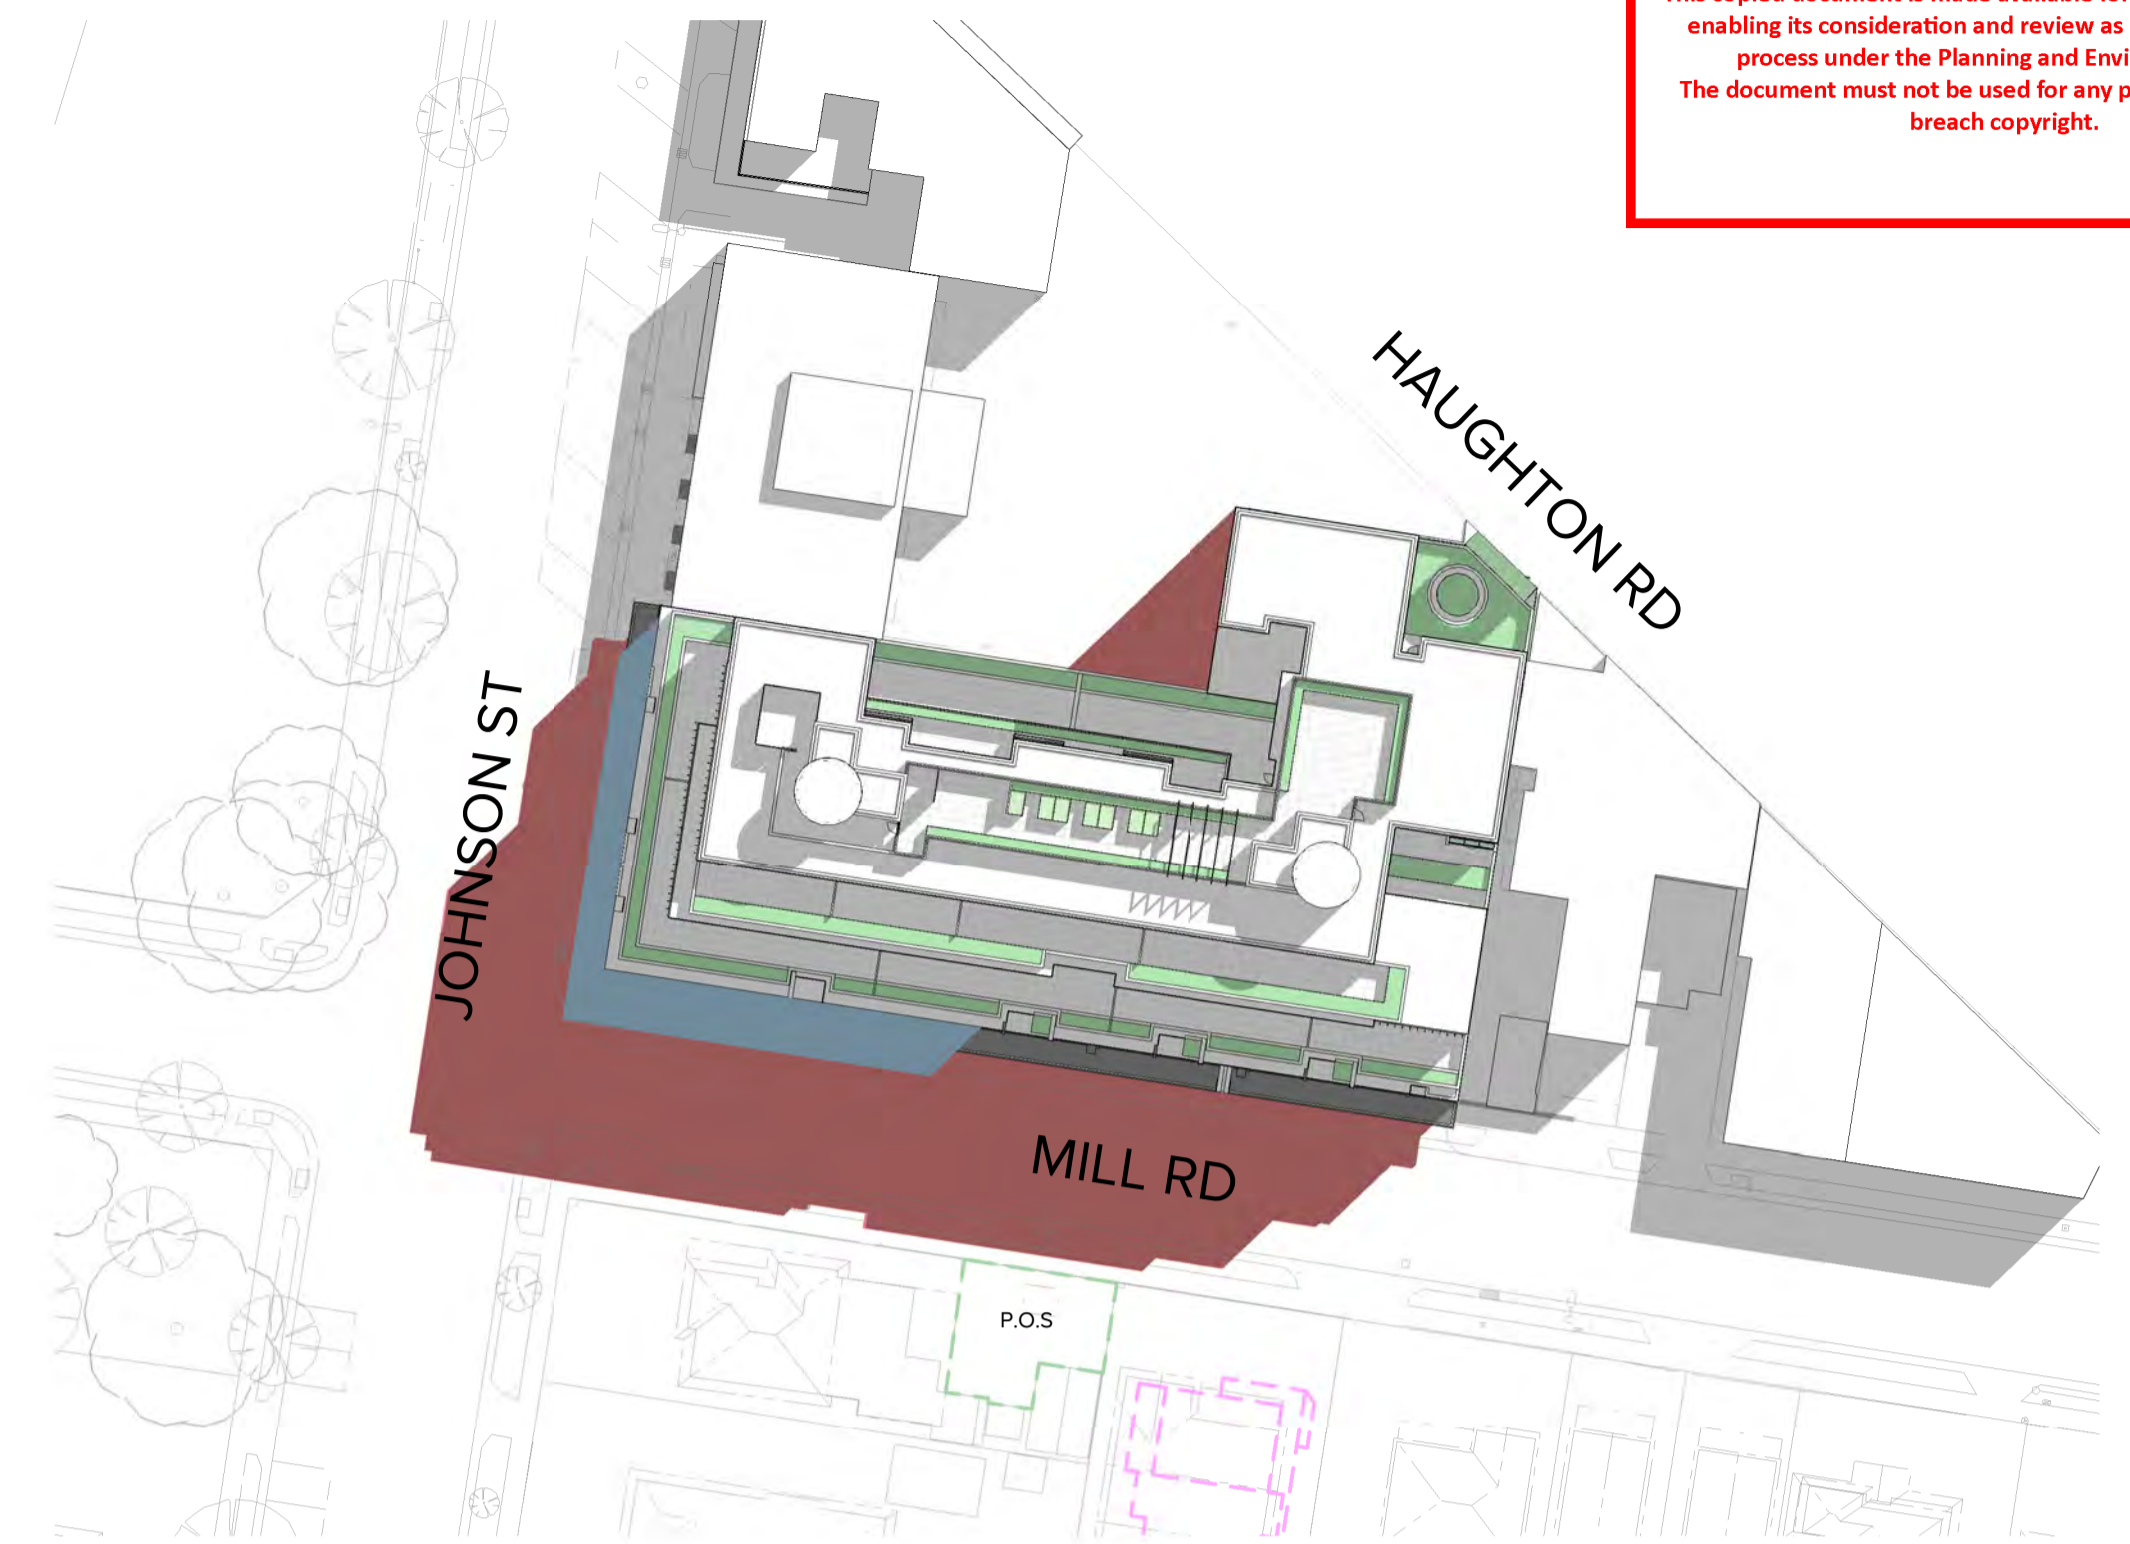 enabling its consideration and review as
process under the Planning and Envi
The document must not be used for any p
breach copyright.
HAUGHTON RD
JOHNSON ST
MILL RD
P.O.S